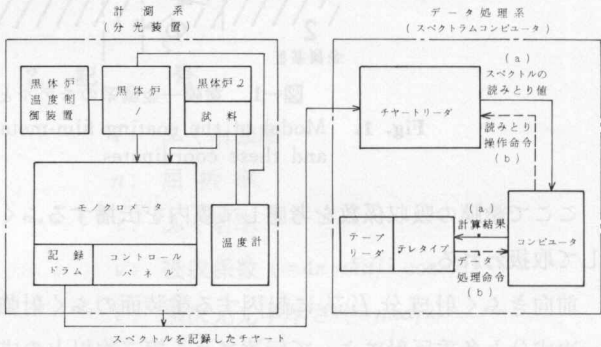 計測系
(分光装置)
データ処理系
(スペクトラムコンピュータ)
黒体炉
温度制
御装置
黒体炉
1
黒体炉2
試料
モノクロメータ
記録
ドラム
コントロール
パネル
温度計
スペクトルを記録したチャート
チャートリーダ
(a)
スペクトルの
読みとり値
読みとり
操作命令
(b)
テープ
リーダ
テレタイプ
(a)
計算結果
データ
処理命令
(b)
コンピュータ